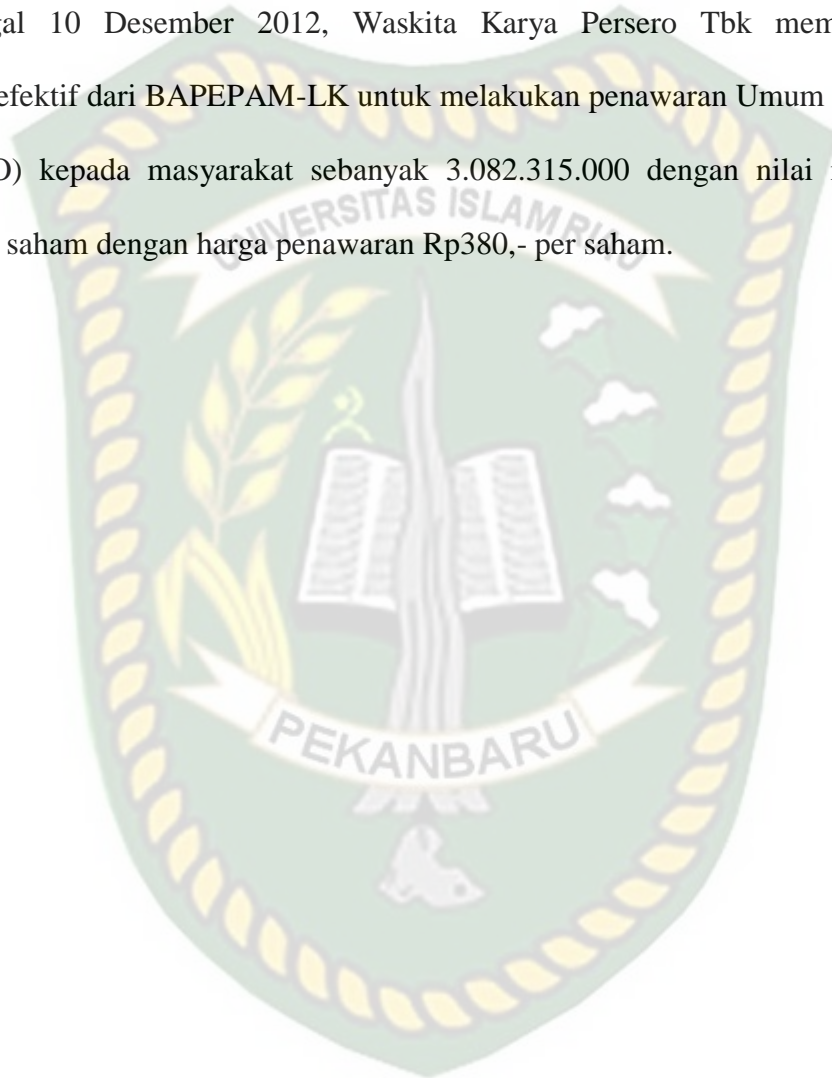 gal 10 Desember 2012, Waskita Karya Persero Tbk mem
efektif dari BAPEPAM-LK untuk melakukan penawaran Umum
O) kepada masyarakat sebanyak 3.082.315.000 dengan nilai
saham dengan harga penawaran Rp380,- per saham.
UNIVERSITAS ISLAM RIAU
PEKANBARU